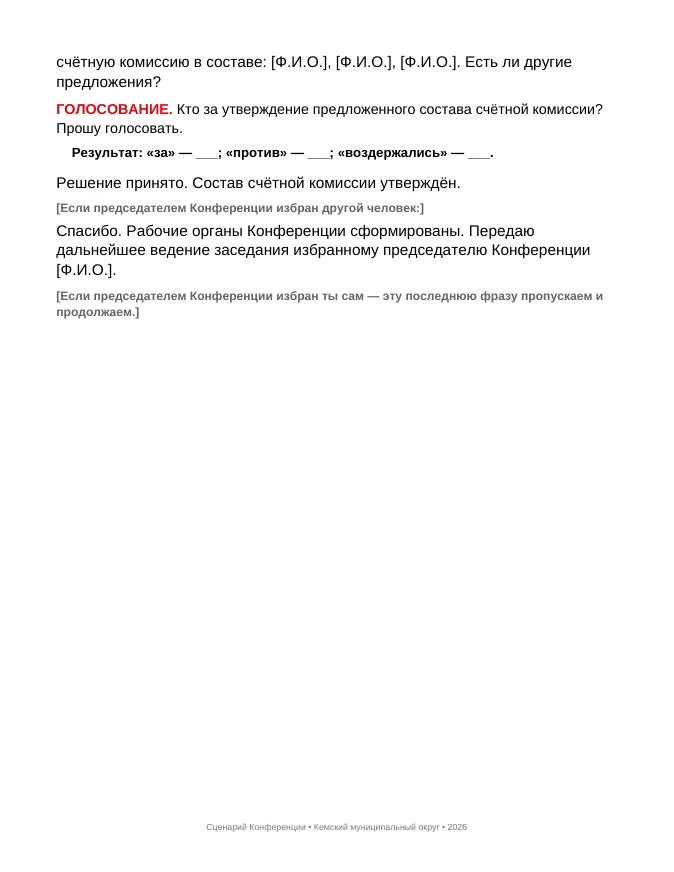 счётную комиссию в составе: [Ф.И.О.], [Ф.И.О.], [Ф.И.О.]. Есть ли другие
предложения?
ГОЛОСОВАНИЕ. Кто за утверждение предложенного состава счётной комиссии?
Прошу голосовать.
Результат: «за» — ___; «против» — ___; «воздержались» — ___.
Решение принято. Состав счётной комиссии утверждён.
[Если председателем Конференции избран другой человек:]
Спасибо. Рабочие органы Конференции сформированы. Передаю
дальнейшее ведение заседания избранному председателю Конференции
[Ф.И.О.].
[Если председателем Конференции избран ты сам — эту последнюю фразу пропускаем и
продолжаем.]
Сценарий Конференции • Кемский муниципальный округ • 2026